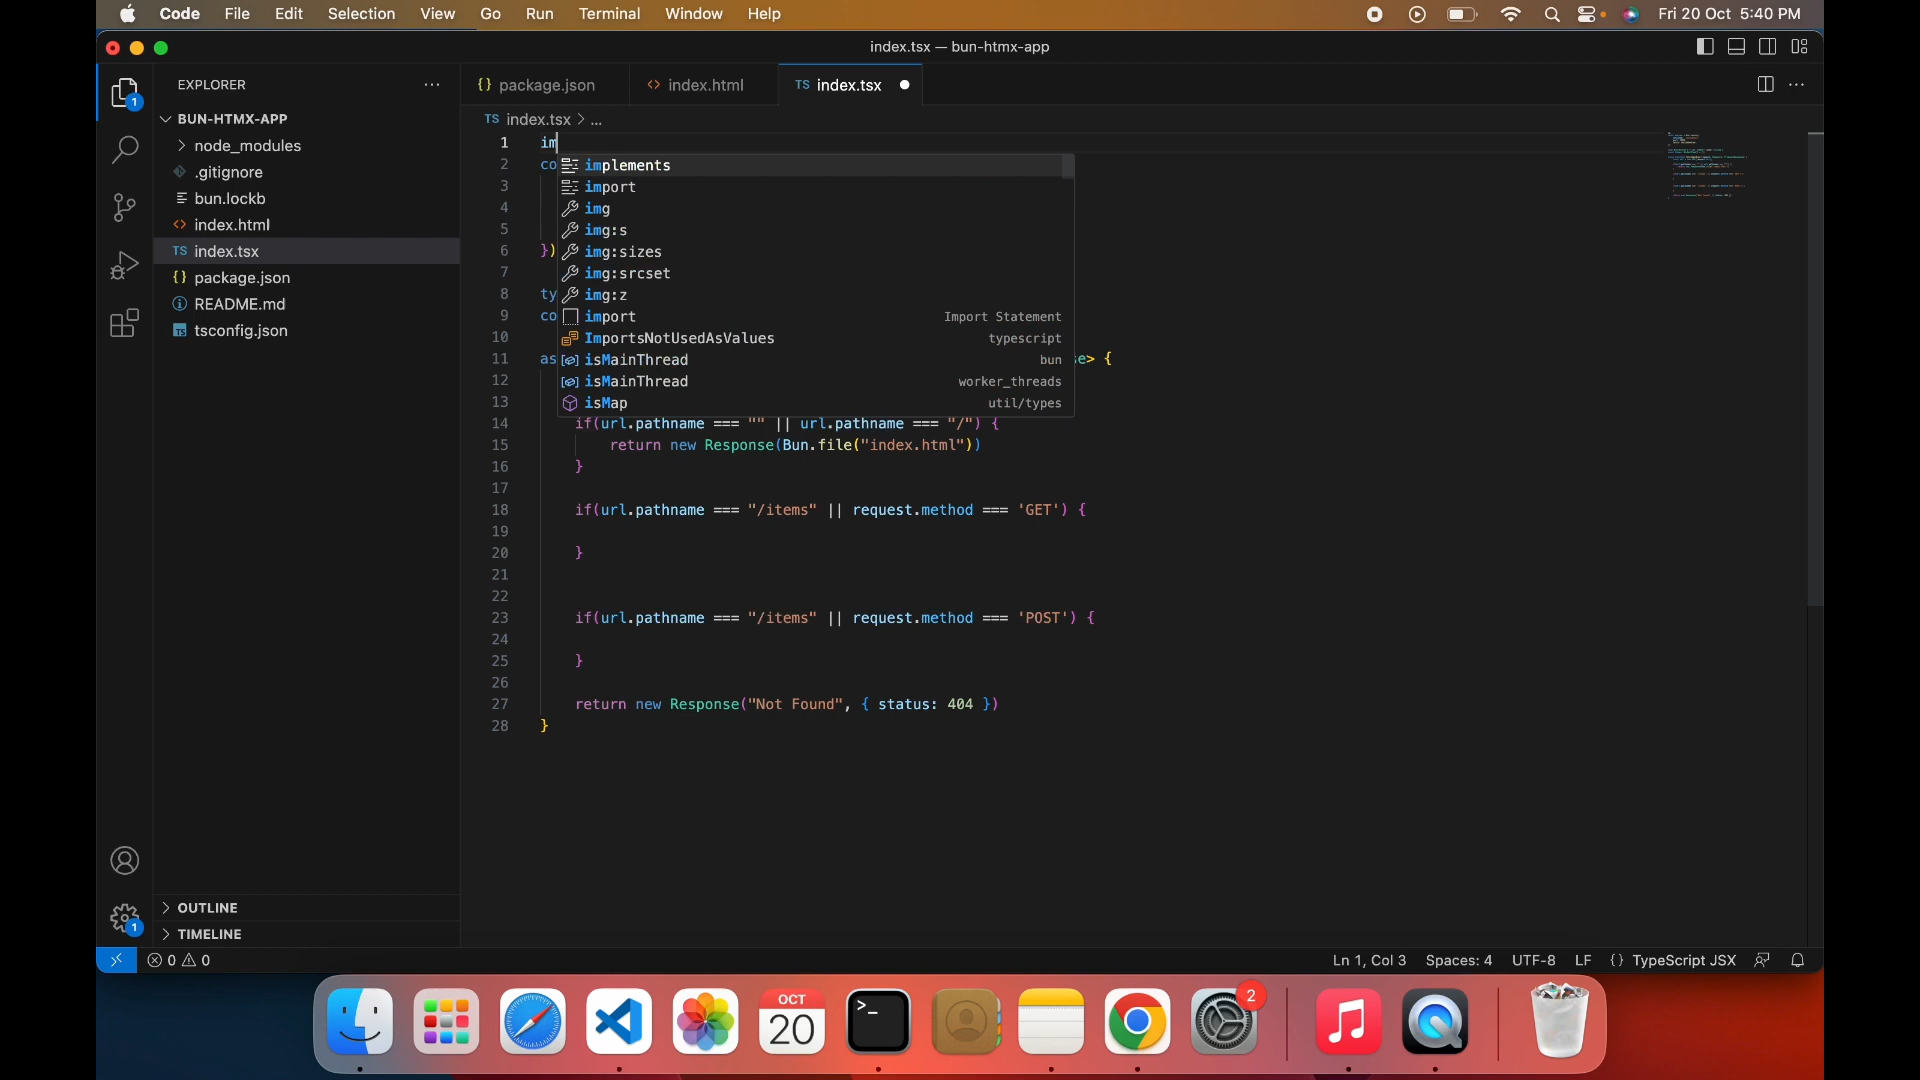 Code File Edit Selection View Go Run Terminal Window Help Fri 20 Oct 5:40 PM
index.tsx — bun-htmx-app
EXPLORER
{} package.json <> index.html TS index.tsx
BUN-HTMX-APP
node_modules
.gitignore
bun.lockb
<> index.html
TS index.tsx
{} package.json
README.md
TS tsconfig.json
OUTLINE
TIMELINE
1
1
TS index.tsx > ...
1 im
2 co
3
4
5
6 })
7
8 ty
9 co
10
11 as se> {
12
13
14 if(url.pathname === "" || url.pathname === "/") {
15 return new Response(Bun.file("index.html"))
16 }
17
18 if(url.pathname === "/items" || request.method === 'GET') {
19
20 }
21
22
23 if(url.pathname === "/items" || request.method === 'POST') {
24
25 }
26
27 return new Response("Not Found", { status: 404 })
28 }
implements
import
img
img:s
img:sizes
img:srcset
img:z
import Import Statement
ImportsNotUsedAsValues typescript
isMainThread bun
isMainThread worker_threads
isMap util/types
0 0 Ln 1, Col 3 Spaces: 4 UTF-8 LF {} TypeScript JSX
OCT
20
>_
2